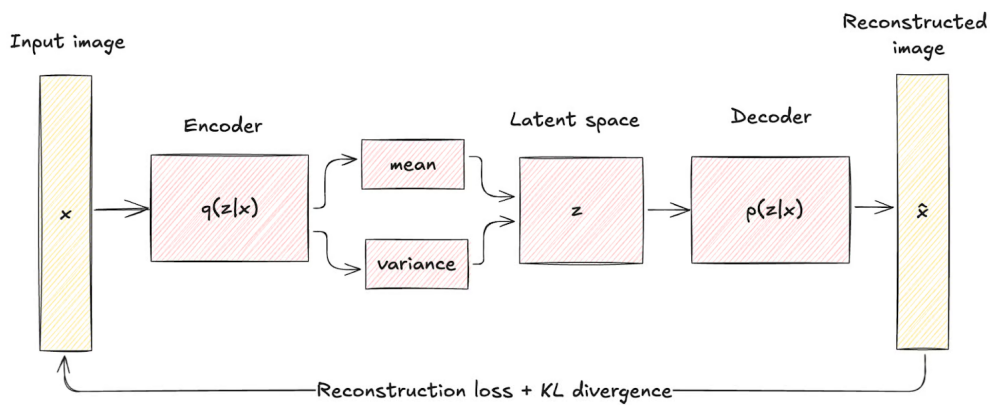 Input image
Reconstructed
image
Encoder
Latent space
Decoder
x
q(z|x)
mean
variance
z
p(z|x)
x̂
Reconstruction loss + KL divergence